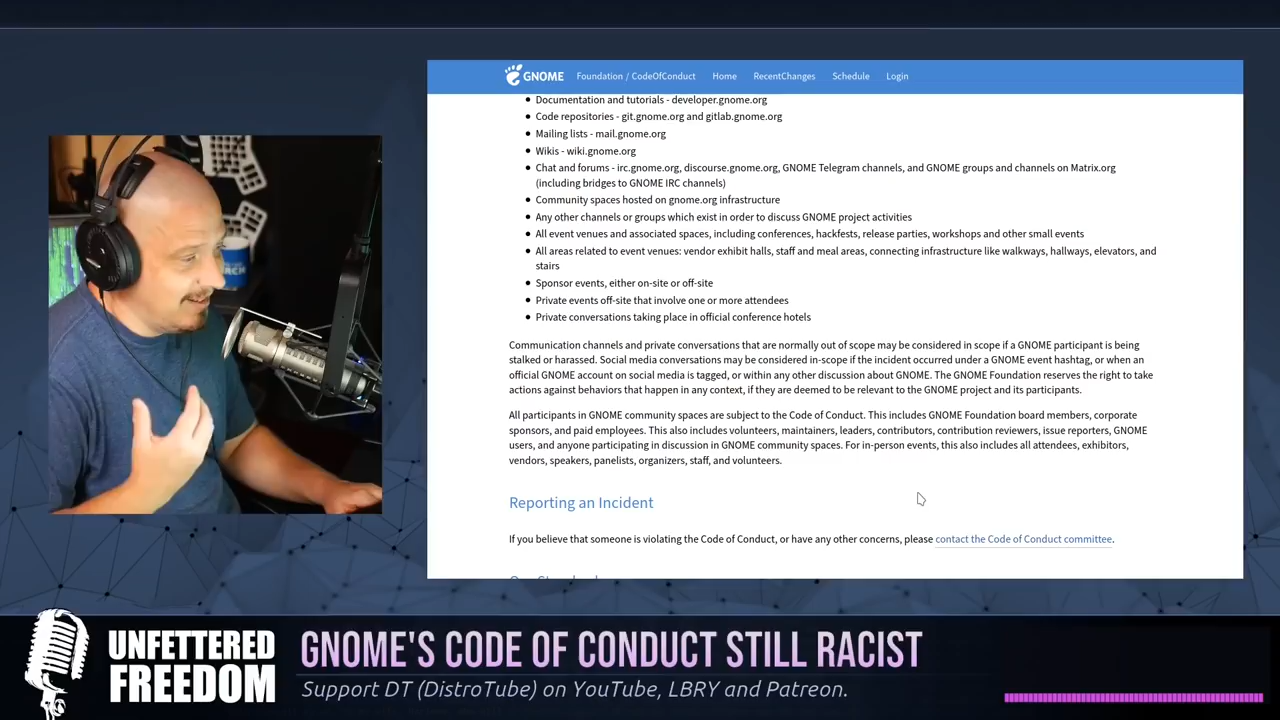 GNOME
Foundation / CodeOfConduct Home RecentChanges Schedule Login
Documentation and tutorials - developer.gnome.org
Code repositories - git.gnome.org and gitlab.gnome.org
Mailing lists - mail.gnome.org
Wikis - wiki.gnome.org
Chat and forums - irc.gnome.org, discourse.gnome.org, GNOME Telegram channels, and GNOME groups and channels on Matrix.org
(including bridges to GNOME IRC channels)
Community spaces hosted on gnome.org infrastructure
Any other channels or groups which exist in order to discuss GNOME project activities
All event venues and associated spaces, including conferences, hackfests, release parties, workshops and other small events
All areas related to event venues: vendor exhibit halls, staff and meal areas, connecting infrastructure like walkways, hallways, elevators, and
stairs
Sponsor events, either on-site or off-site
Private events off-site that involve one or more attendees
Private conversations taking place in official conference hotels
Communication channels and private conversations that are normally out of scope may be considered in scope if a GNOME participant is being
stalked or harassed. Social media conversations may be considered in-scope if the incident occurred under a GNOME event hashtag, or when an
official GNOME account on social media is tagged, or within any other discussion about GNOME. The GNOME Foundation reserves the right to take
actions against behaviors that happen in any context, if they are deemed to be relevant to the GNOME project and its participants.
All participants in GNOME community spaces are subject to the Code of Conduct. This includes GNOME Foundation board members, corporate
sponsors, and paid employees. This also includes volunteers, maintainers, leaders, contributors, contribution reviewers, issue reporters, GNOME
users, and anyone participating in discussion in GNOME community spaces. For in-person events, this also includes all attendees, exhibitors,
vendors, speakers, panelists, organizers, staff, and volunteers.
Reporting an Incident
If you believe that someone is violating the Code of Conduct, or have any other concerns, please contact the Code of Conduct committee.
UNFETTERED
FREEDOM
GNOME'S CODE OF CONDUCT STILL RACIST
Support DT (DistroTube) on YouTube, LBRY and Patreon.